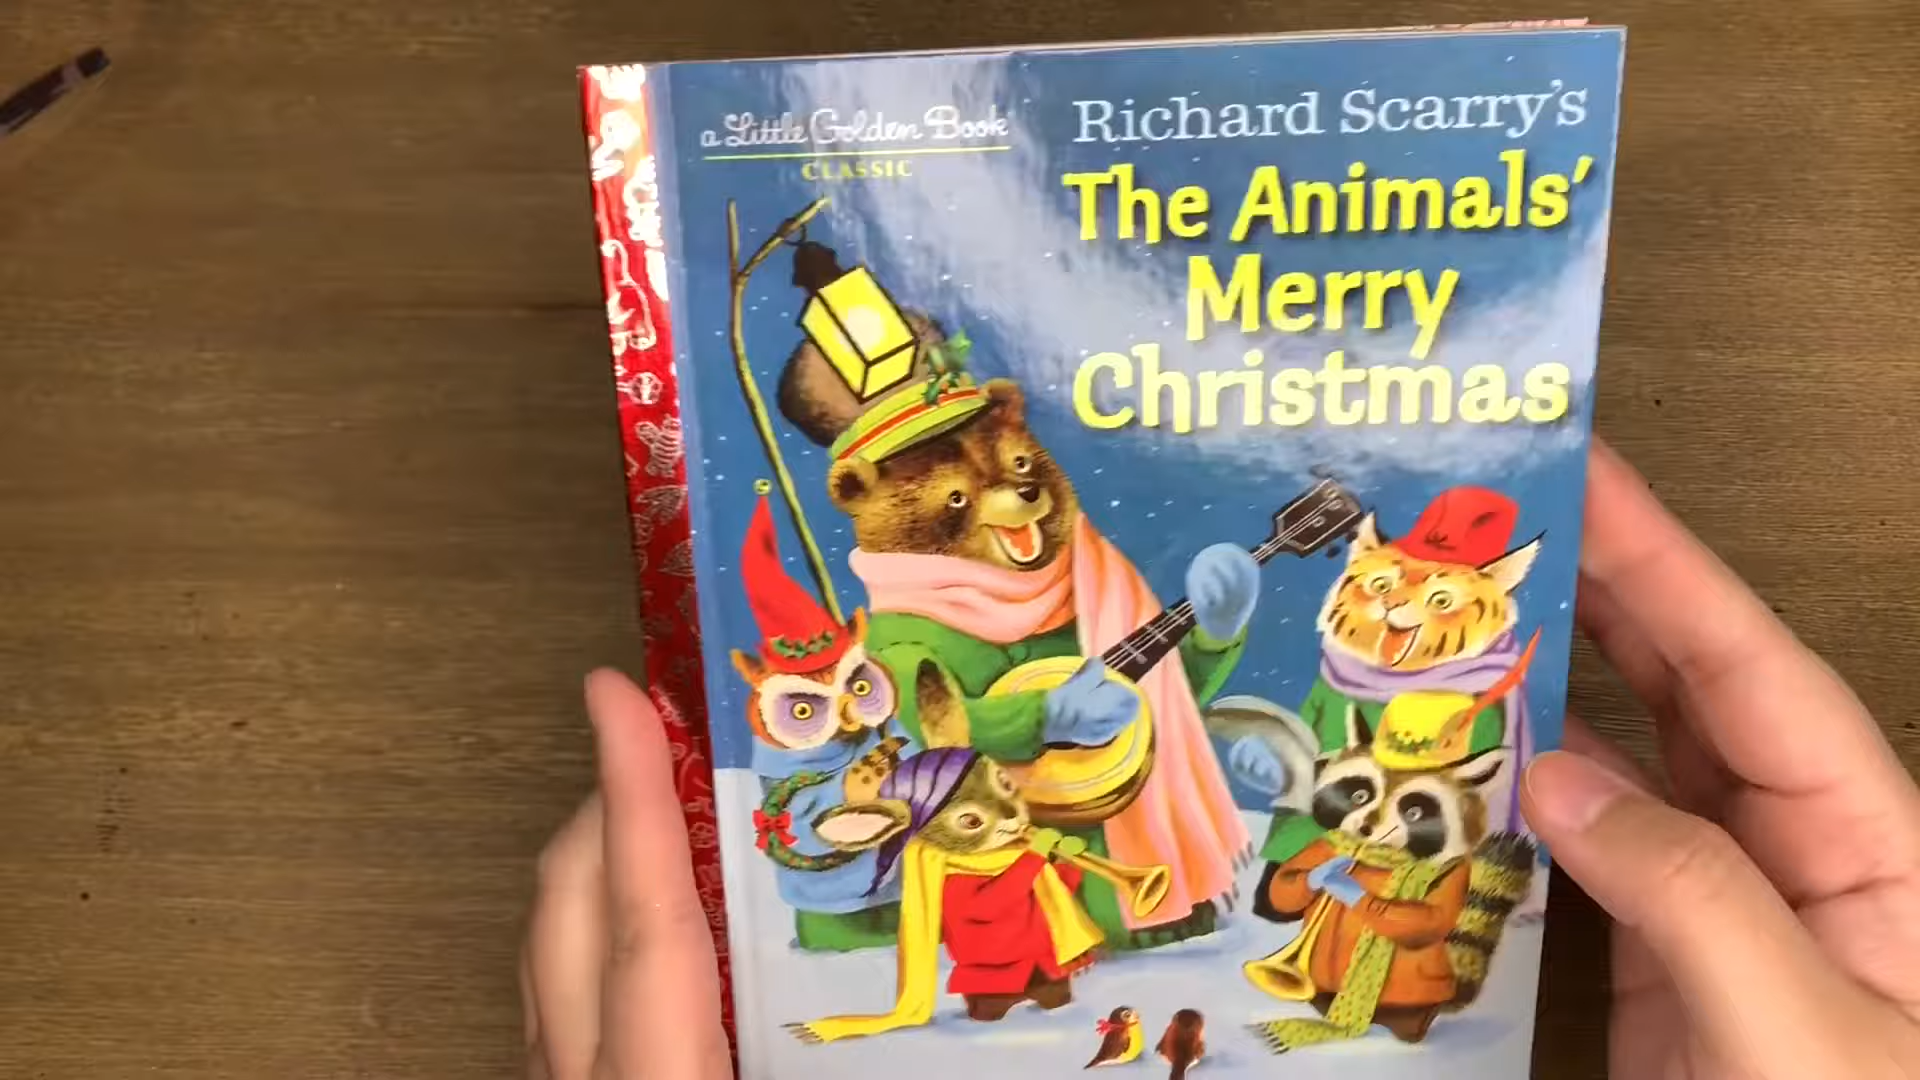 a Little Golden Book
CLASSIC
Richard Scarry's
The Animals'
Merry
Christmas